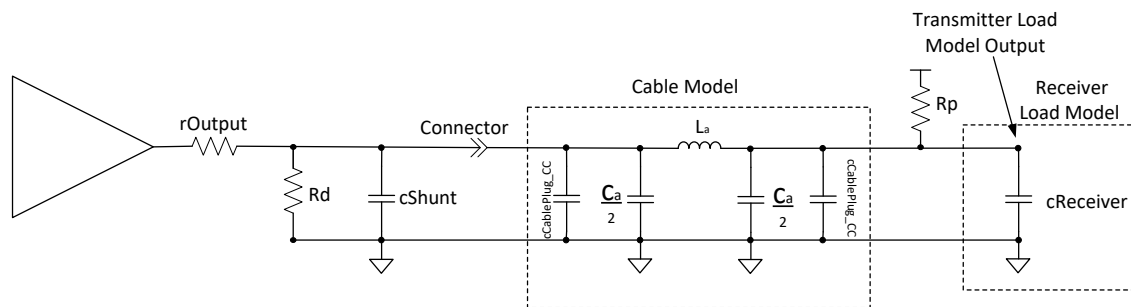 Transmitter Load
Model Output
Cable Model
Receiver
Load Model
Rp
rOutput
Connector
La
Rd
cShunt
cCablePlug_CC
Ca
2
Ca
2
cCablePlug_CC
cReceiver